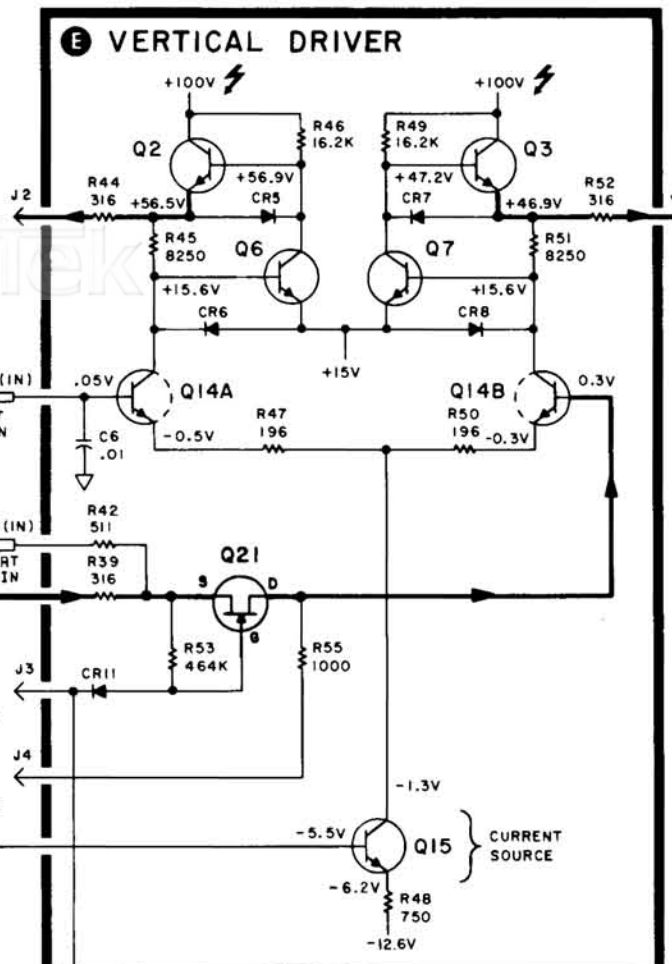 E VERTICAL DRIVER
+100V
+100V
R46
16.2K
R49
16.2K
Q2
Q3
+56.9V
+47.2V
J2
R44
316
+56.5V
CR5
CR7
+46.9V
R52
316
R45
8250
Q6
Q7
R51
8250
+15.6V
+15.6V
CR6
CR8
+15V
(IN)
.05V
Q14A
Q14B
0.3V
R47
196
R50
196
-0.5V
-0.3V
C6
.01
R42
511
(IN)
R39
316
Q21
RT
IN
S
D
G
R53
464K
R55
1000
J3
CR11
J4
-1.3V
-5.5V
Q15
CURRENT
SOURCE
-6.2V
R48
750
-12.6V